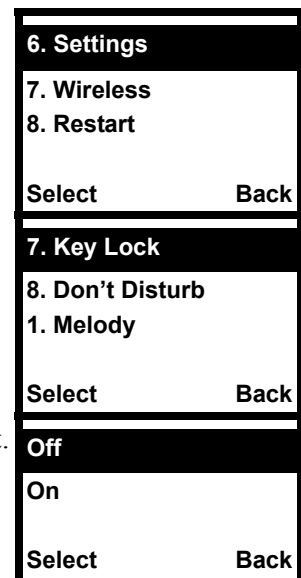 6. Settings
7. Wireless
8. Restart
Select Back
7. Key Lock
8. Don't Disturb
1. Melody
Select Back
Off
On
Select Back